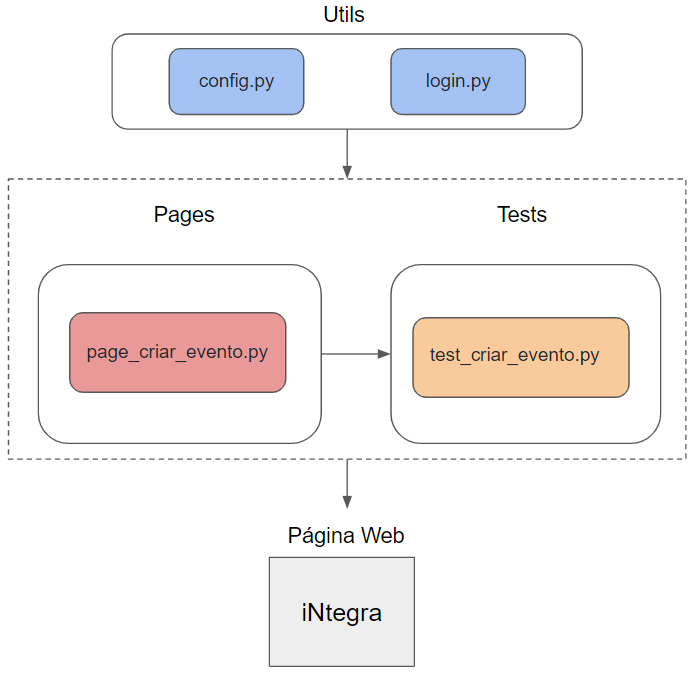 Utils
config.py
login.py
Pages
Tests
page_criar_evento.py
test_criar_evento.py
Página Web
iNtegra